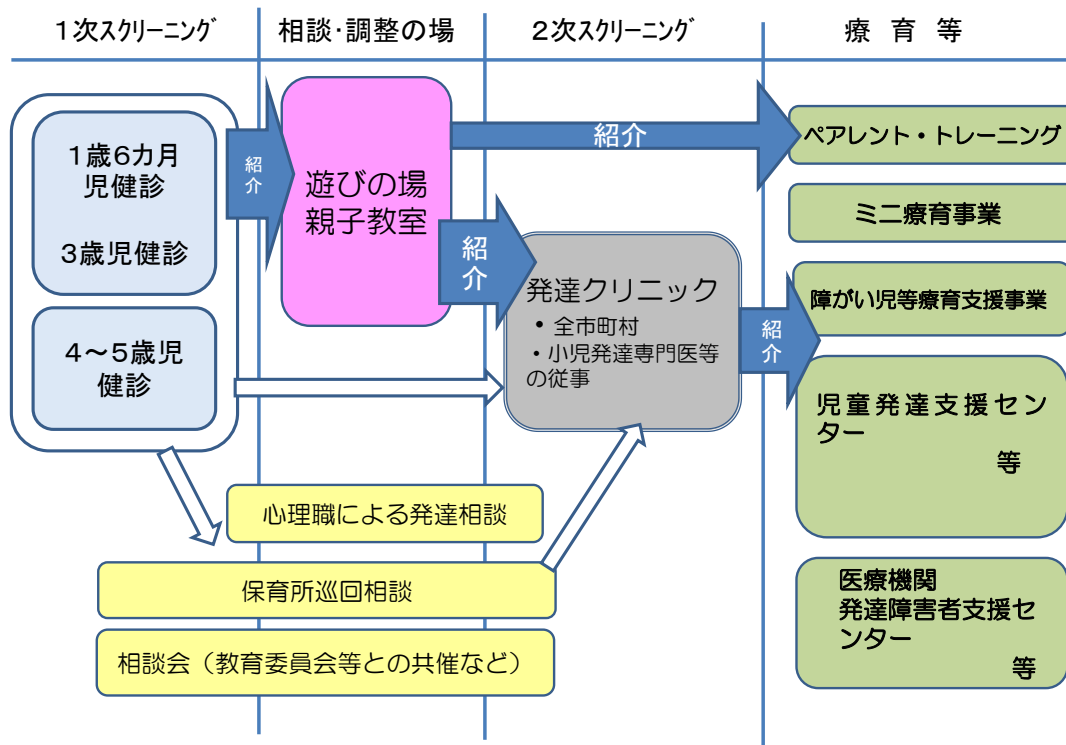 1次スクリーニング
相談・調整の場
2次スクリーニング
療育等
1歳6カ月
児健診
3歳児健診
4～5歳児
健診
紹介
遊びの場
親子教室
紹介
紹介
発達クリニック
・全市町村
・小児発達専門医等
の従事
紹介
ペアレント・トレーニング
ミニ療育事業
障がい児等療育支援事業
児童発達支援セン
ター
等
医療機関
発達障害者支援セ
ンター
等
心理職による発達相談
保育所巡回相談
相談会（教育委員会等との共催など）